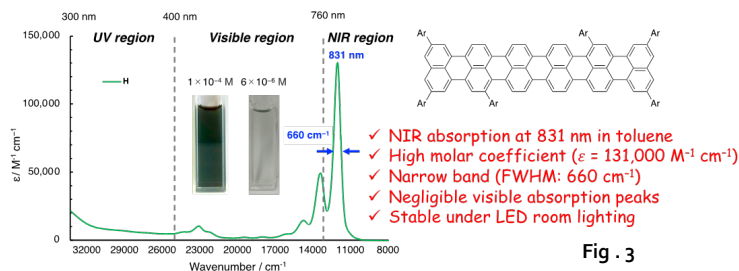 300 nm 400 nm 760 nm
UV region Visible region NIR region
831 nm
H
1×10⁻⁴ M 6×10⁻⁶ M
660 cm⁻¹
150,000
100,000
50,000
0
ε/ M⁻¹ cm⁻¹
32000 29000 26000 23000 20000 17000 14000 11000 8000
Wavenumber / cm⁻¹
Ar Ar Ar
Ar Ar Ar
✓ NIR absorption at 831 nm in toluene
✓ High molar coefficient (ε = 131,000 M⁻¹ cm⁻¹)
✓ Narrow band (FWHM: 660 cm⁻¹)
✓ Negligible visible absorption peaks
✓ Stable under LED room lighting
Fig . 3